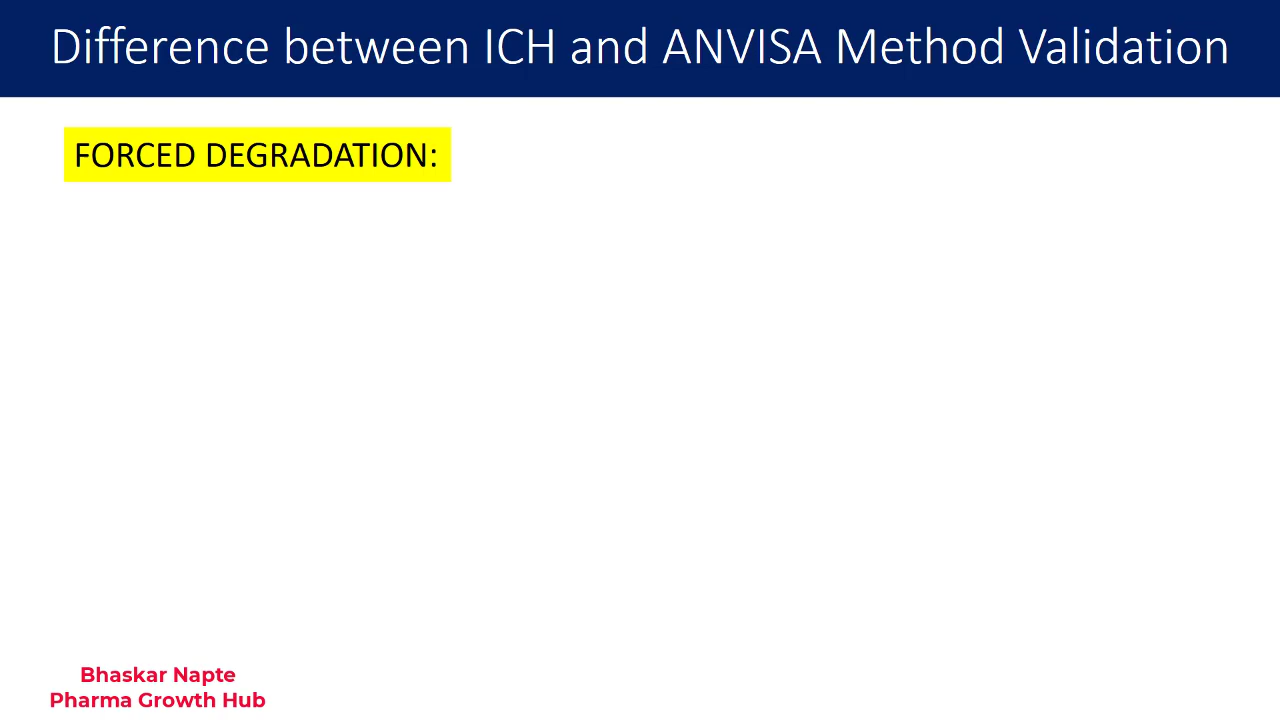 Difference between ICH and ANVISA Method Validation
FORCED DEGRADATION:
Bhaskar Napte
Pharma Growth Hub